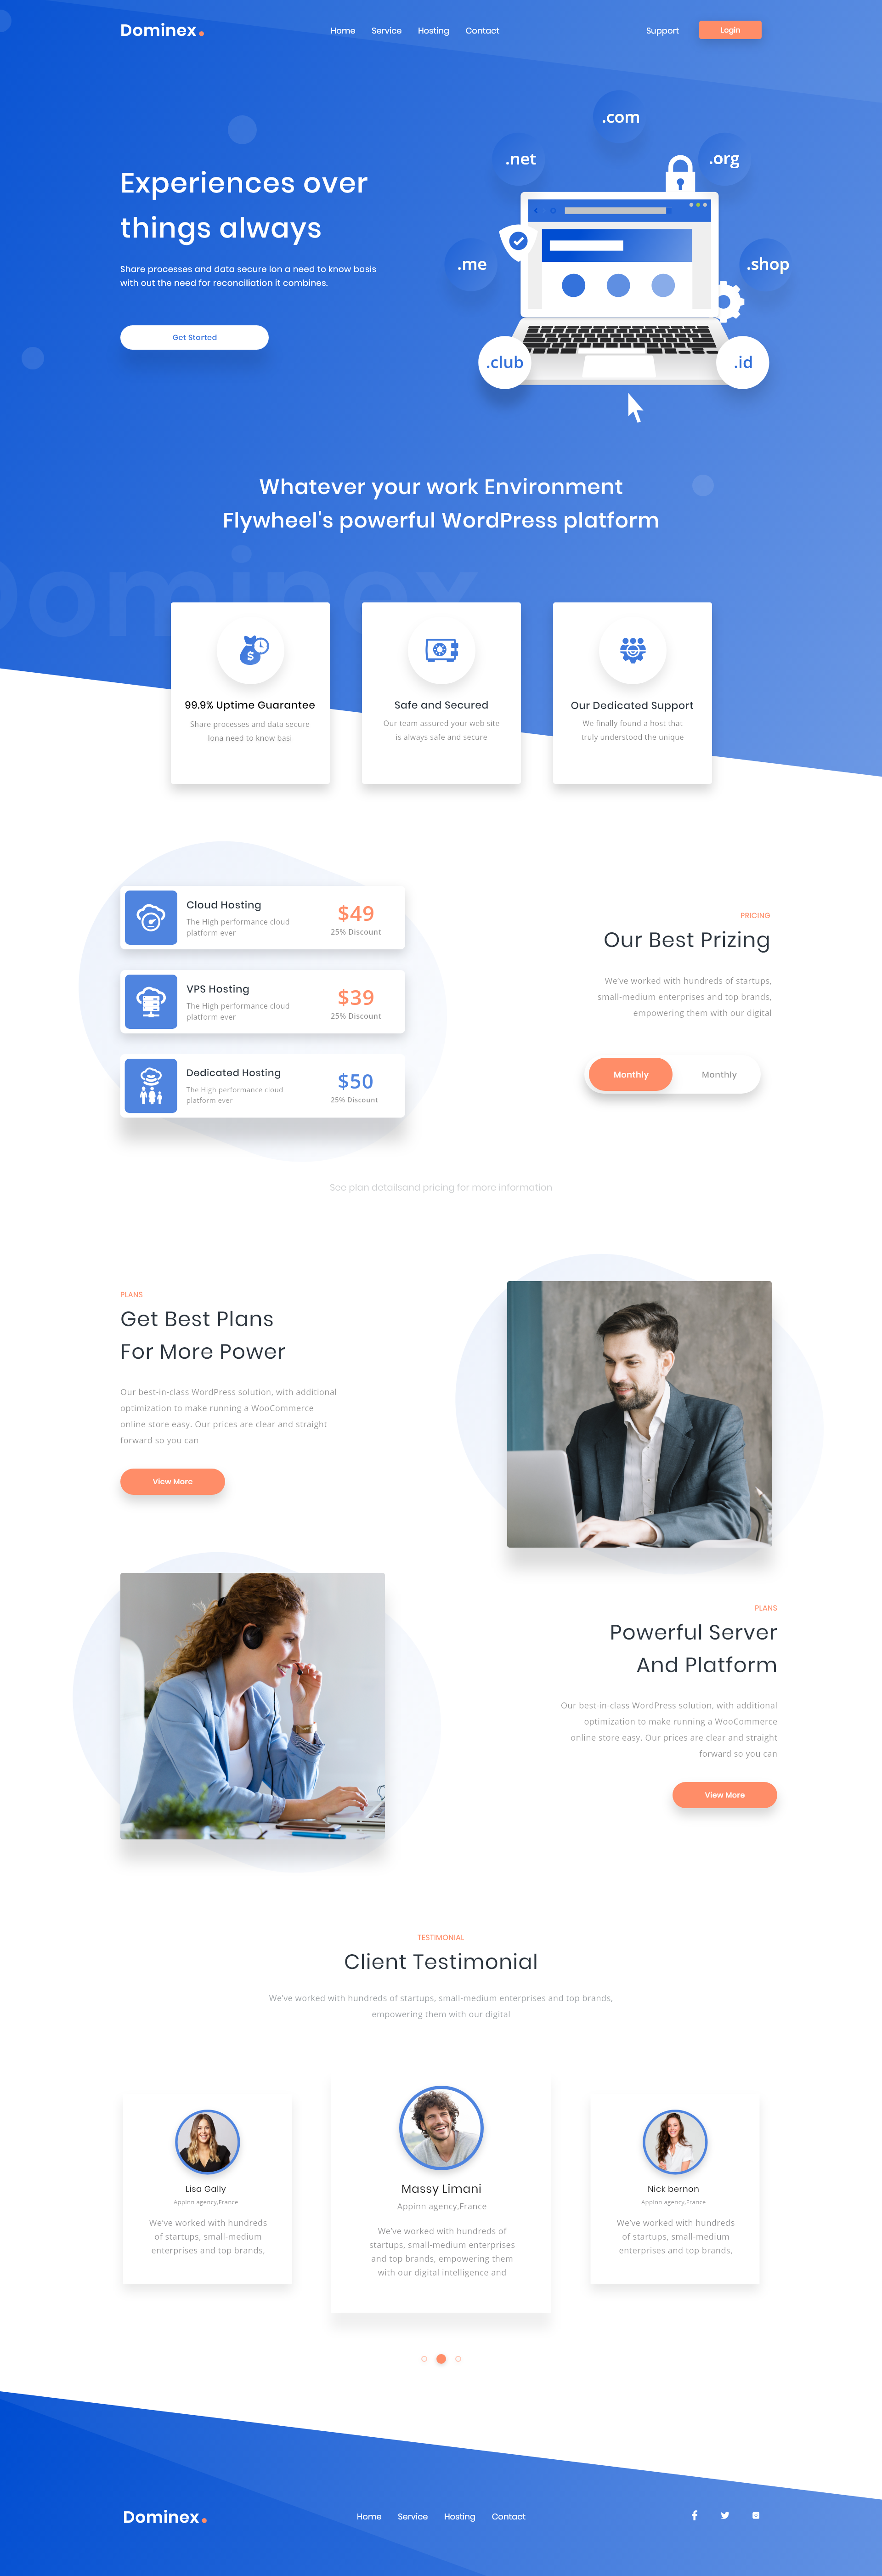 Dominex.
Home Service Hosting Contact
Support
Login
.com
.net
.org
.me
.shop
.club
.id
Experiences over
things always
Share processes and data secure lon a need to know basis
with out the need for reconciliation it combines.
Get Started
Whatever your work Environment
Flywheel's powerful WordPress platform
Dominex
99.9% Uptime Guarantee
Share processes and data secure
lona need to know basi
Safe and Secured
Our team assured your web site
is always safe and secure
Our Dedicated Support
We finally found a host that
truly understood the unique
Cloud Hosting
The High performance cloud
platform ever
$49
25% Discount
VPS Hosting
The High performance cloud
platform ever
$39
25% Discount
Dedicated Hosting
The High performance cloud
platform ever
$50
25% Discount
PRICING
Our Best Prizing
We've worked with hundreds of startups,
small-medium enterprises and top brands,
empowering them with our digital
Monthly
Monthly
See plan detailsand pricing for more information
PLANS
Get Best Plans
For More Power
Our best-in-class WordPress solution, with additional
optimization to make running a WooCommerce
online store easy. Our prices are clear and straight
forward so you can
View More
PLANS
Powerful Server
And Platform
Our best-in-class WordPress solution, with additional
optimization to make running a WooCommerce
online store easy. Our prices are clear and straight
forward so you can
View More
TESTIMONIAL
Client Testimonial
We've worked with hundreds of startups, small-medium enterprises and top brands,
empowering them with our digital
Lisa Gally
Appinn agency,France
We've worked with hundreds
of startups, small-medium
enterprises and top brands,
Massy Limani
Appinn agency,France
We've worked with hundreds of
startups, small-medium enterprises
and top brands, empowering them
with our digital intelligence and
Nick bernon
Appinn agency,France
We've worked with hundreds
of startups, small-medium
enterprises and top brands,
Dominex.
Home Service Hosting Contact